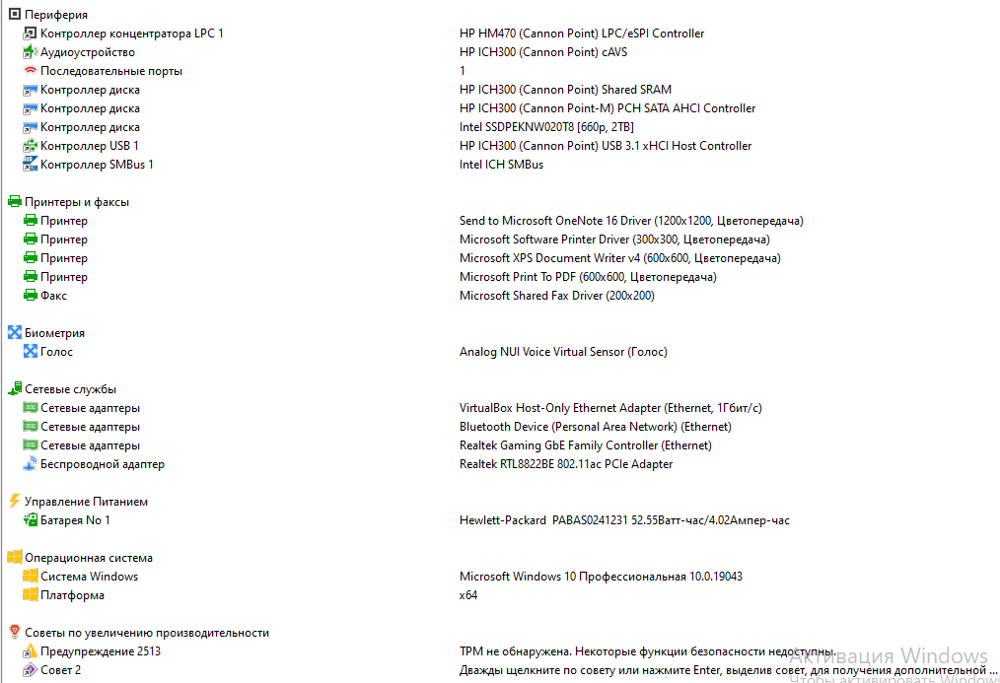 Периферия
Контроллер концентратора LPC 1 HP HM470 (Cannon Point) LPC/eSPI Controller
Аудиоустройство HP ICH300 (Cannon Point) cAVS
Последовательные порты 1
Контроллер диска HP ICH300 (Cannon Point) Shared SRAM
Контроллер диска HP ICH300 (Cannon Point-M) PCH SATA AHCI Controller
Контроллер диска Intel SSDPEKNW020T8 [660p, 2TB]
Контроллер USB 1 HP ICH300 (Cannon Point) USB 3.1 xHCI Host Controller
Контроллер SMBus 1 Intel ICH SMBus
Принтеры и факсы
Принтер Send to Microsoft OneNote 16 Driver (1200x1200, Цветопередача)
Принтер Microsoft Software Printer Driver (300x300, Цветопередача)
Принтер Microsoft XPS Document Writer v4 (600x600, Цветопередача)
Принтер Microsoft Print To PDF (600x600, Цветопередача)
Факс Microsoft Shared Fax Driver (200x200)
Биометрия
Голос Analog NUI Voice Virtual Sensor (Голос)
Сетевые службы
Сетевые адаптеры VirtualBox Host-Only Ethernet Adapter (Ethernet, 1Гбит/с)
Сетевые адаптеры Bluetooth Device (Personal Area Network) (Ethernet)
Сетевые адаптеры Realtek Gaming GbE Family Controller (Ethernet)
Беспроводной адаптер Realtek RTL8822BE 802.11ac PCIe Adapter
Управление Питанием
Батарея No 1 Hewlett-Packard PABAS0241231 52.55Ватт-час/4.02Ампер-час
Операционная система
Система Windows Microsoft Windows 10 Профессиональная 10.0.19043
Платформа x64
Советы по увеличению производительности
Предупреждение 2513 TPM не обнаружена. Некоторые функции безопасности недоступны.
Активация Windows
Совет 2 Дважды щелкните по совету или нажмите Enter, выделив совет, для получения дополнительной ...
Чтобы активировать Windows